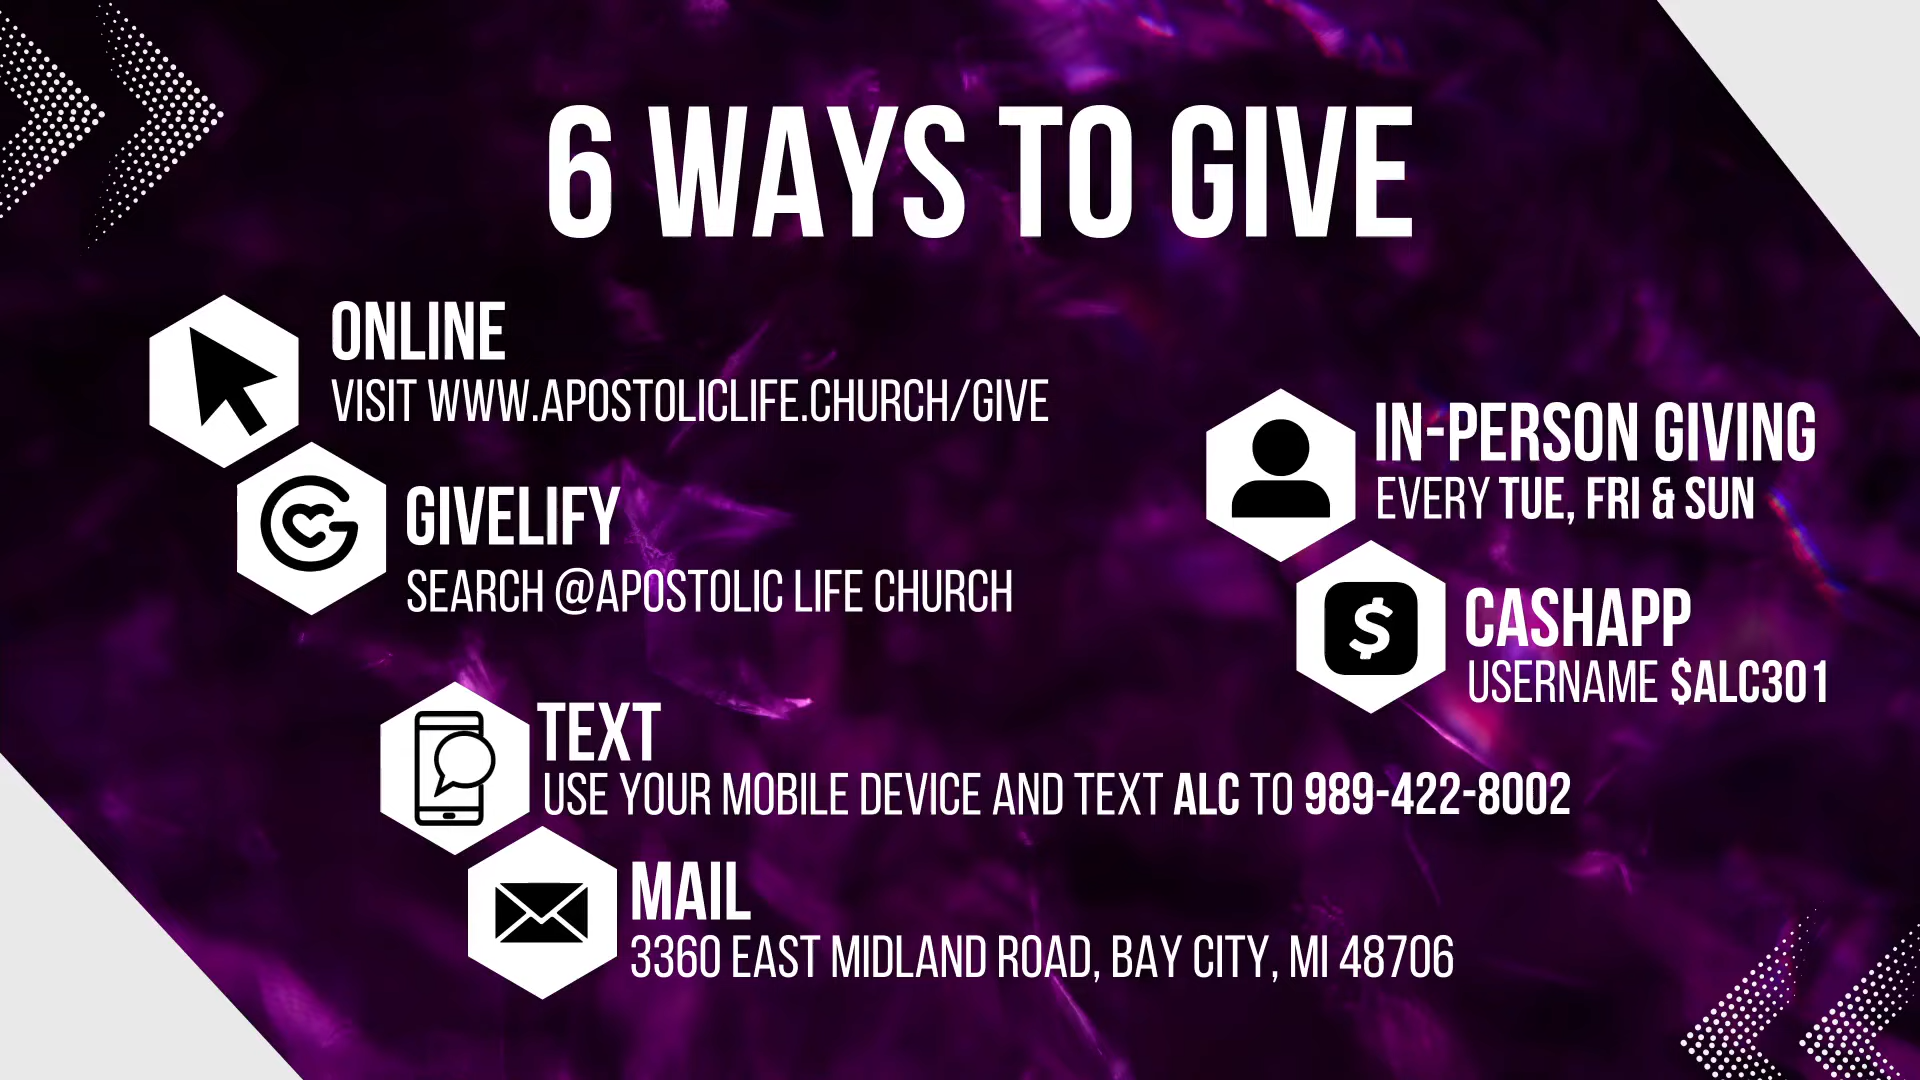 6 WAYS TO GIVE
ONLINE
VISIT WWW.APOSTOLICLIFE.CHURCH/GIVE
GIVELIFY
SEARCH @APOSTOLIC LIFE CHURCH
IN-PERSON GIVING
EVERY TUE, FRI & SUN
CASHAPP
USERNAME $ALC301
TEXT
USE YOUR MOBILE DEVICE AND TEXT ALC TO 989-422-8002
MAIL
3360 EAST MIDLAND ROAD, BAY CITY, MI 48706